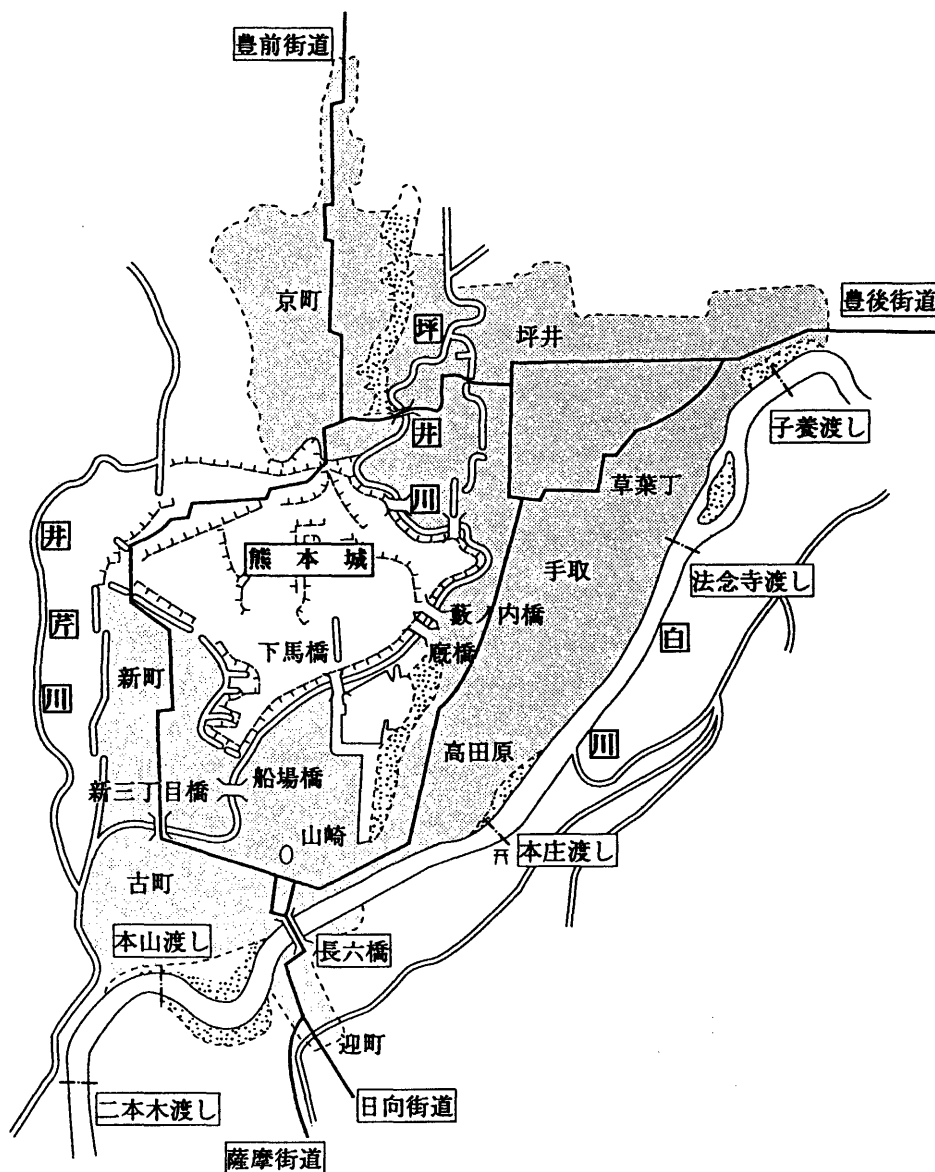 豊前街道
京町
坪
井
川
坪井
豊後街道
子養渡し
草葉丁
法念寺渡し
手取
白
川
熊本城
藪ノ内橋
厩橋
下馬橋
井
芹
川
新町
高田原
船場橋
新三丁目橋
山崎
本庄渡し
古町
本山渡し
長六橋
迎町
二本木渡し
日向街道
薩摩街道